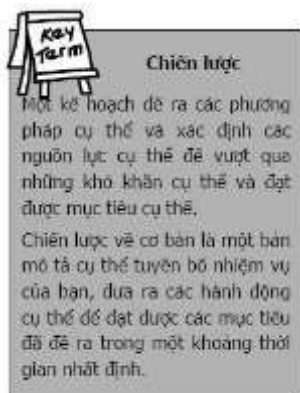 Key
Term
Chiến lược
Một kế hoạch đề ra các phương
pháp cụ thể và xác định các
nguồn lực cụ thể để vượt qua
những khó khăn cụ thể và đạt
được mục tiêu cụ thể.
Chiến lược về cơ bản là một bản
mô tả cụ thể tuyên bố nhiệm vụ
của bạn, đưa ra các hành động
cụ thể để đạt được các mục tiêu
đã đề ra trong một khoảng thời
gian nhất định.